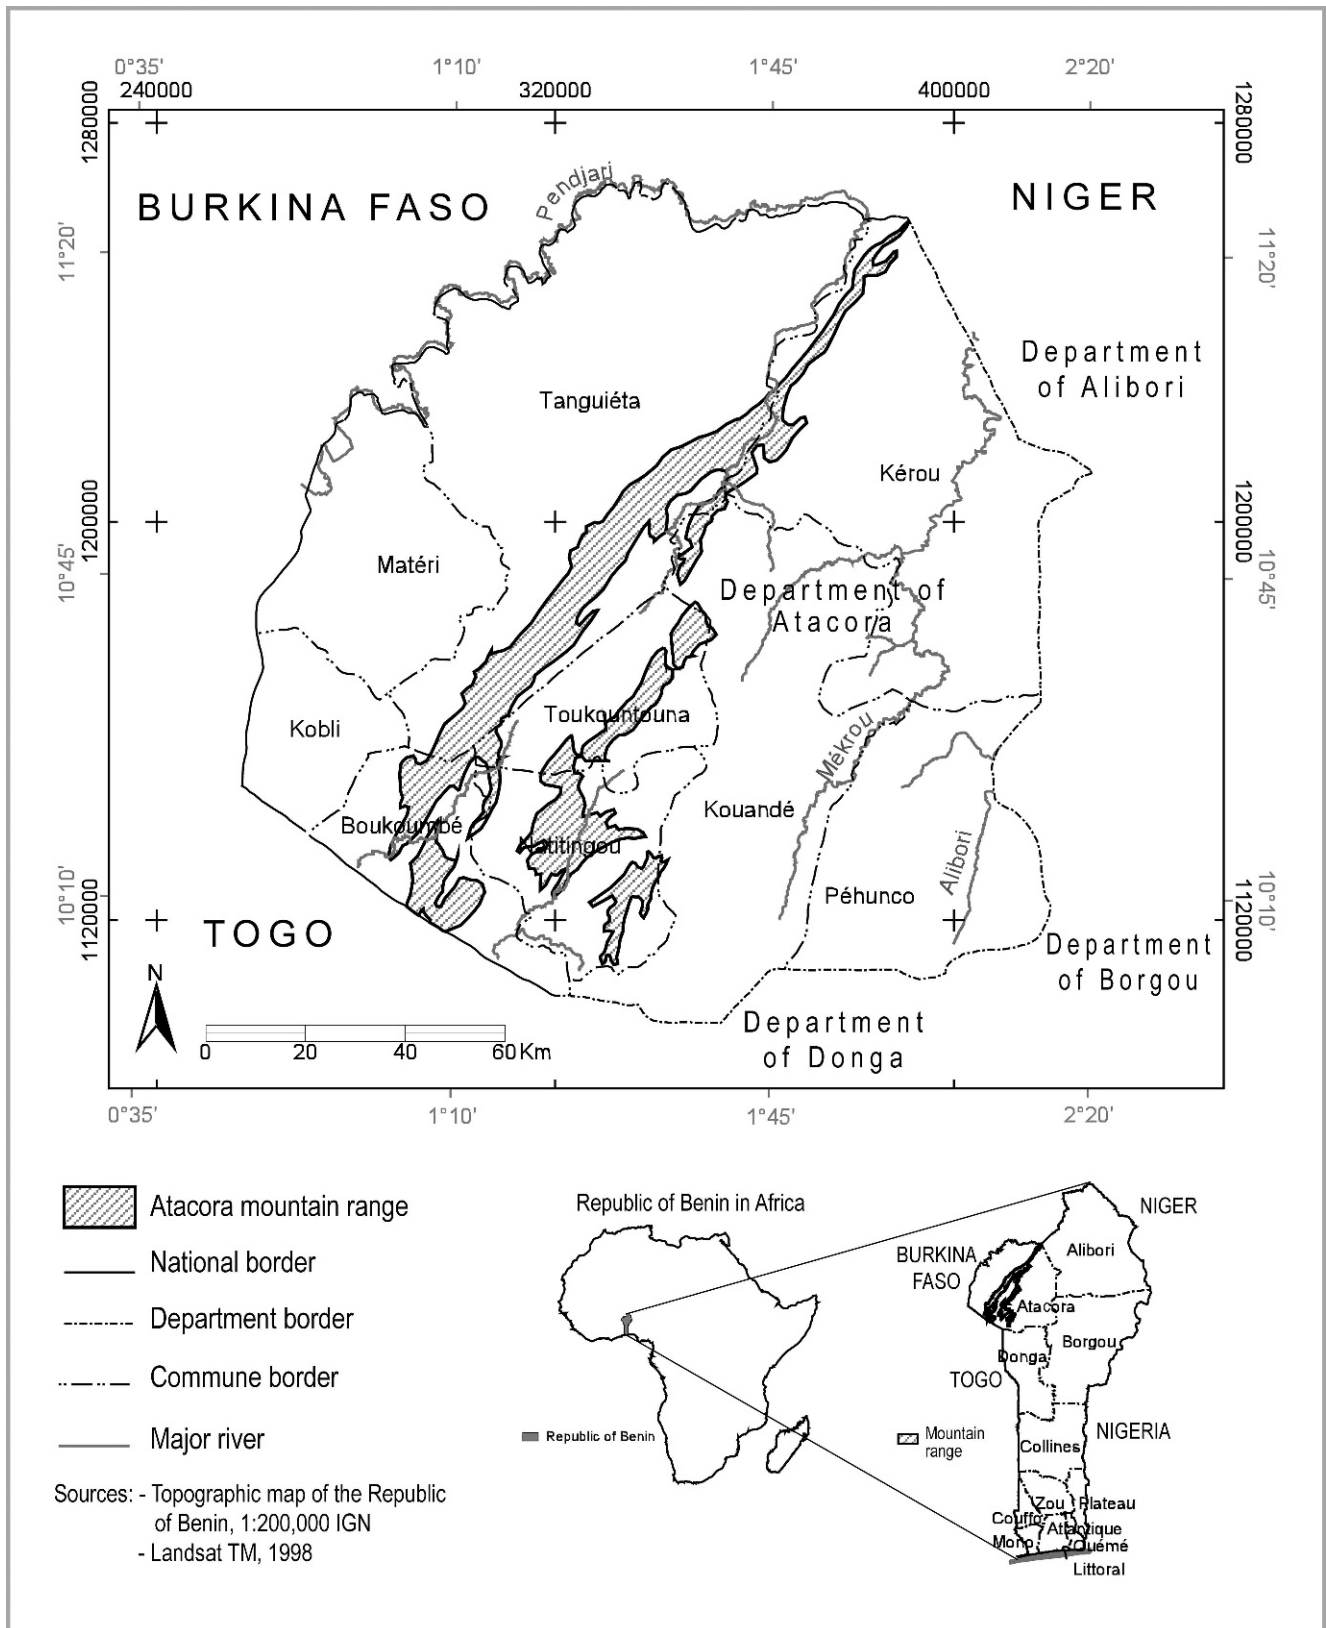 0°35' 1°10' 1°45' 2°20'
240000 320000 400000
1280000
1280000
BURKINA FASO
Pendjari
NIGER
11°20'
11°20'
Department
of Alibori
Tanguiéta
Kérou
1200000
1200000
Matéri
10°45'
10°45'
Department of
Atacora
Kobli
Toukountouna
Mékrou
Kouandé
Boukoumbé
Natitingou
Alibori
Péhunco
10°10'
10°10'
1120000
1120000
TOGO
Department
of Borgou
N
Department
of Donga
0 20 40 60 Km
0°35' 1°10' 1°45' 2°20'
Atacora mountain range
National border
Department border
Commune border
Major river
Sources: - Topographic map of the Republic
of Benin, 1:200,000 IGN
- Landsat TM, 1998
Republic of Benin in Africa
Republic of Benin
NIGER
BURKINA
FASO
Alibori
Atacora
Borgou
Donga
TOGO
NIGERIA
Mountain
range
Collines
Zou
Plateau
Couffo
Atlantique
Mono
Ouémé
Littoral